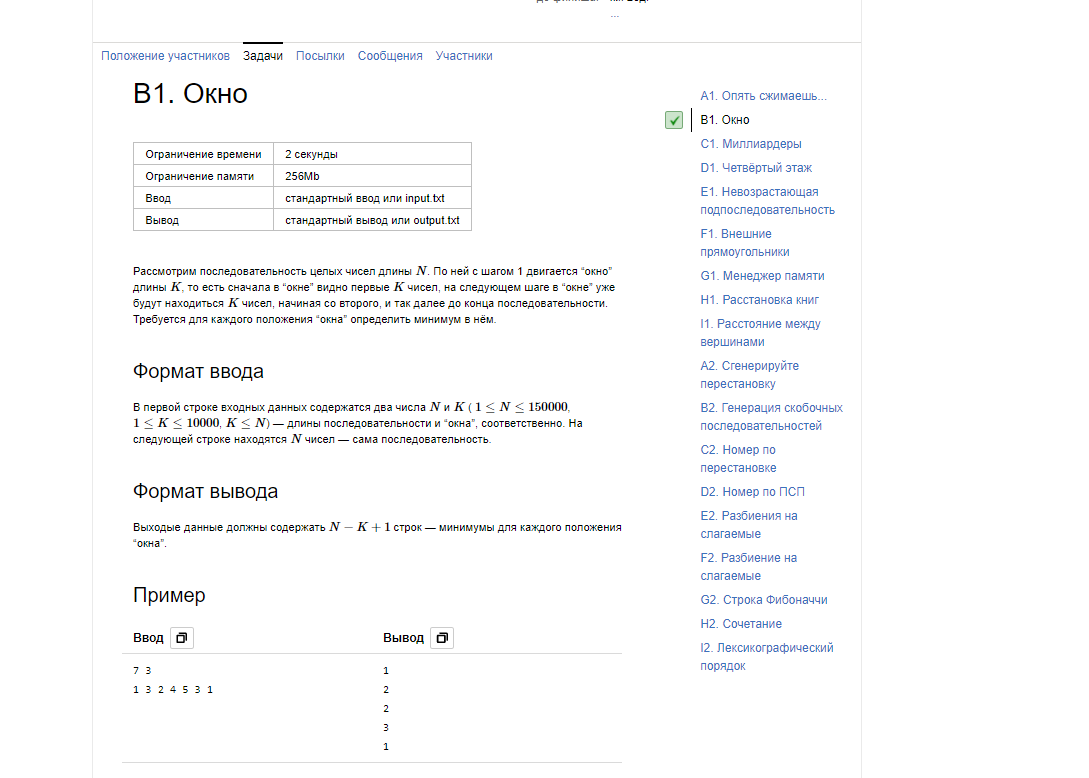 ...
Положение участников Задачи Посылки Сообщения Участники
B1. Окно
Ограничение времени 2 секунды
Ограничение памяти 256Mb
Ввод стандартный ввод или input.txt
Вывод стандартный вывод или output.txt
Рассмотрим последовательность целых чисел длины N. По ней с шагом 1 двигается “окно”
длины K, то есть сначала в “окне” видно первые K чисел, на следующем шаге в “окне” уже
будут находиться K чисел, начиная со второго, и так далее до конца последовательности.
Требуется для каждого положения “окна” определить минимум в нём.
Формат ввода
В первой строке входных данных содержатся два числа N и K ( 1 ≤ N ≤ 150000,
1 ≤ K ≤ 10000, K ≤ N) — длины последовательности и “окна”, соответственно. На
следующей строке находятся N чисел — сама последовательность.
Формат вывода
Выходые данные должны содержать N − K + 1 строк — минимумы для каждого положения
“окна”.
Пример
Ввод Вывод
7 3
1 3 2 4 5 3 1
1
2
2
3
1
A1. Опять сжимаешь...
B1. Окно
C1. Миллиардеры
D1. Четвёртый этаж
E1. Невозрастающая
подпоследовательность
F1. Внешние
прямоугольники
G1. Менеджер памяти
H1. Расстановка книг
I1. Расстояние между
вершинами
A2. Сгенерируйте
перестановку
B2. Генерация скобочных
последовательностей
C2. Номер по
перестановке
D2. Номер по ПСП
E2. Разбиения на
слагаемые
F2. Разбиение на
слагаемые
G2. Строка Фибоначчи
H2. Сочетание
I2. Лексикографический
порядок